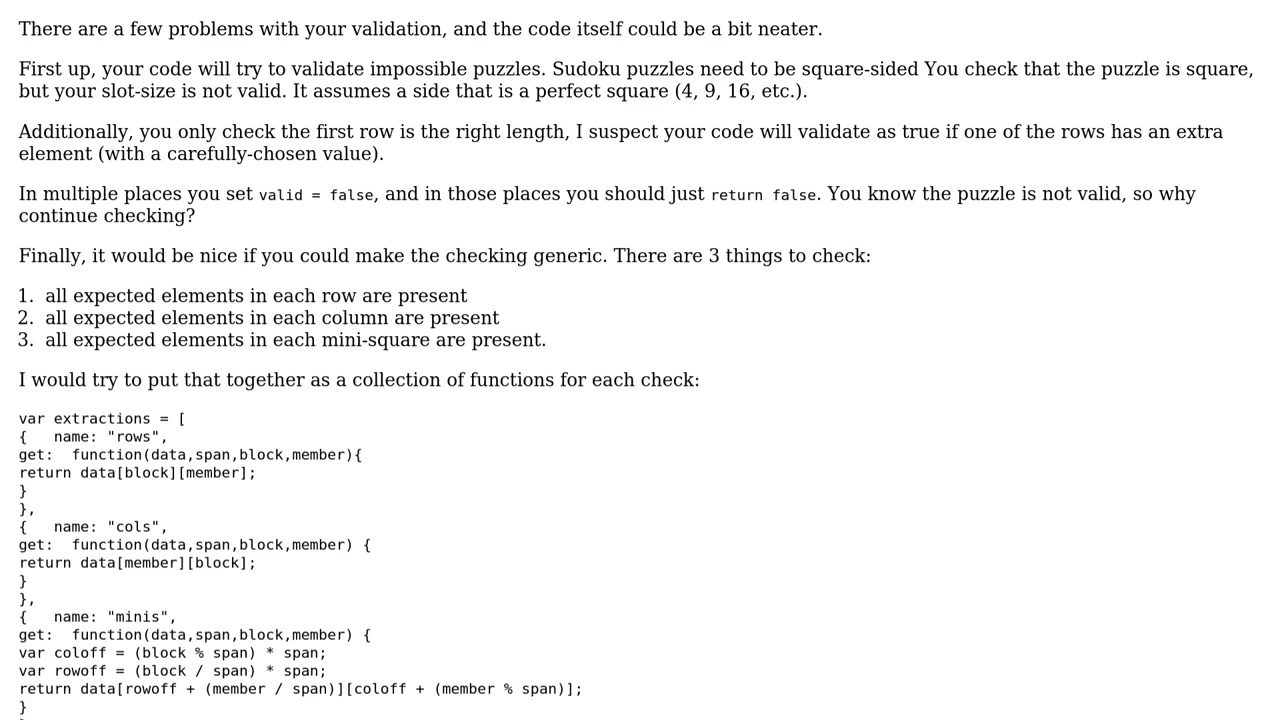 There are a few problems with your validation, and the code itself could be a bit neater.
First up, your code will try to validate impossible puzzles. Sudoku puzzles need to be square-sided You check that the puzzle is square,
but your slot-size is not valid. It assumes a side that is a perfect square (4, 9, 16, etc.).
Additionally, you only check the first row is the right length, I suspect your code will validate as true if one of the rows has an extra
element (with a carefully-chosen value).
In multiple places you set valid = false, and in those places you should just return false. You know the puzzle is not valid, so why
continue checking?
Finally, it would be nice if you could make the checking generic. There are 3 things to check:
1. all expected elements in each row are present
2. all expected elements in each column are present
3. all expected elements in each mini-square are present.
I would try to put that together as a collection of functions for each check:
var extractions = [
{   name: "rows",
get:  function(data,span,block,member){
return data[block][member];
}
},
{   name: "cols",
get:  function(data,span,block,member) {
return data[member][block];
}
},
{   name: "minis",
get:  function(data,span,block,member) {
var coloff = (block % span) * span;
var rowoff = (block / span) * span;
return data[rowoff + (member / span)][coloff + (member % span)];
}